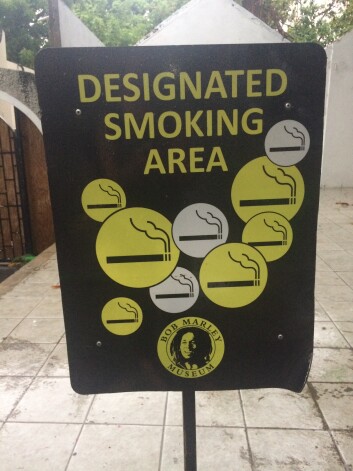 DESIGNATED
SMOKING
AREA
BOB MARLEY
MUSEUM